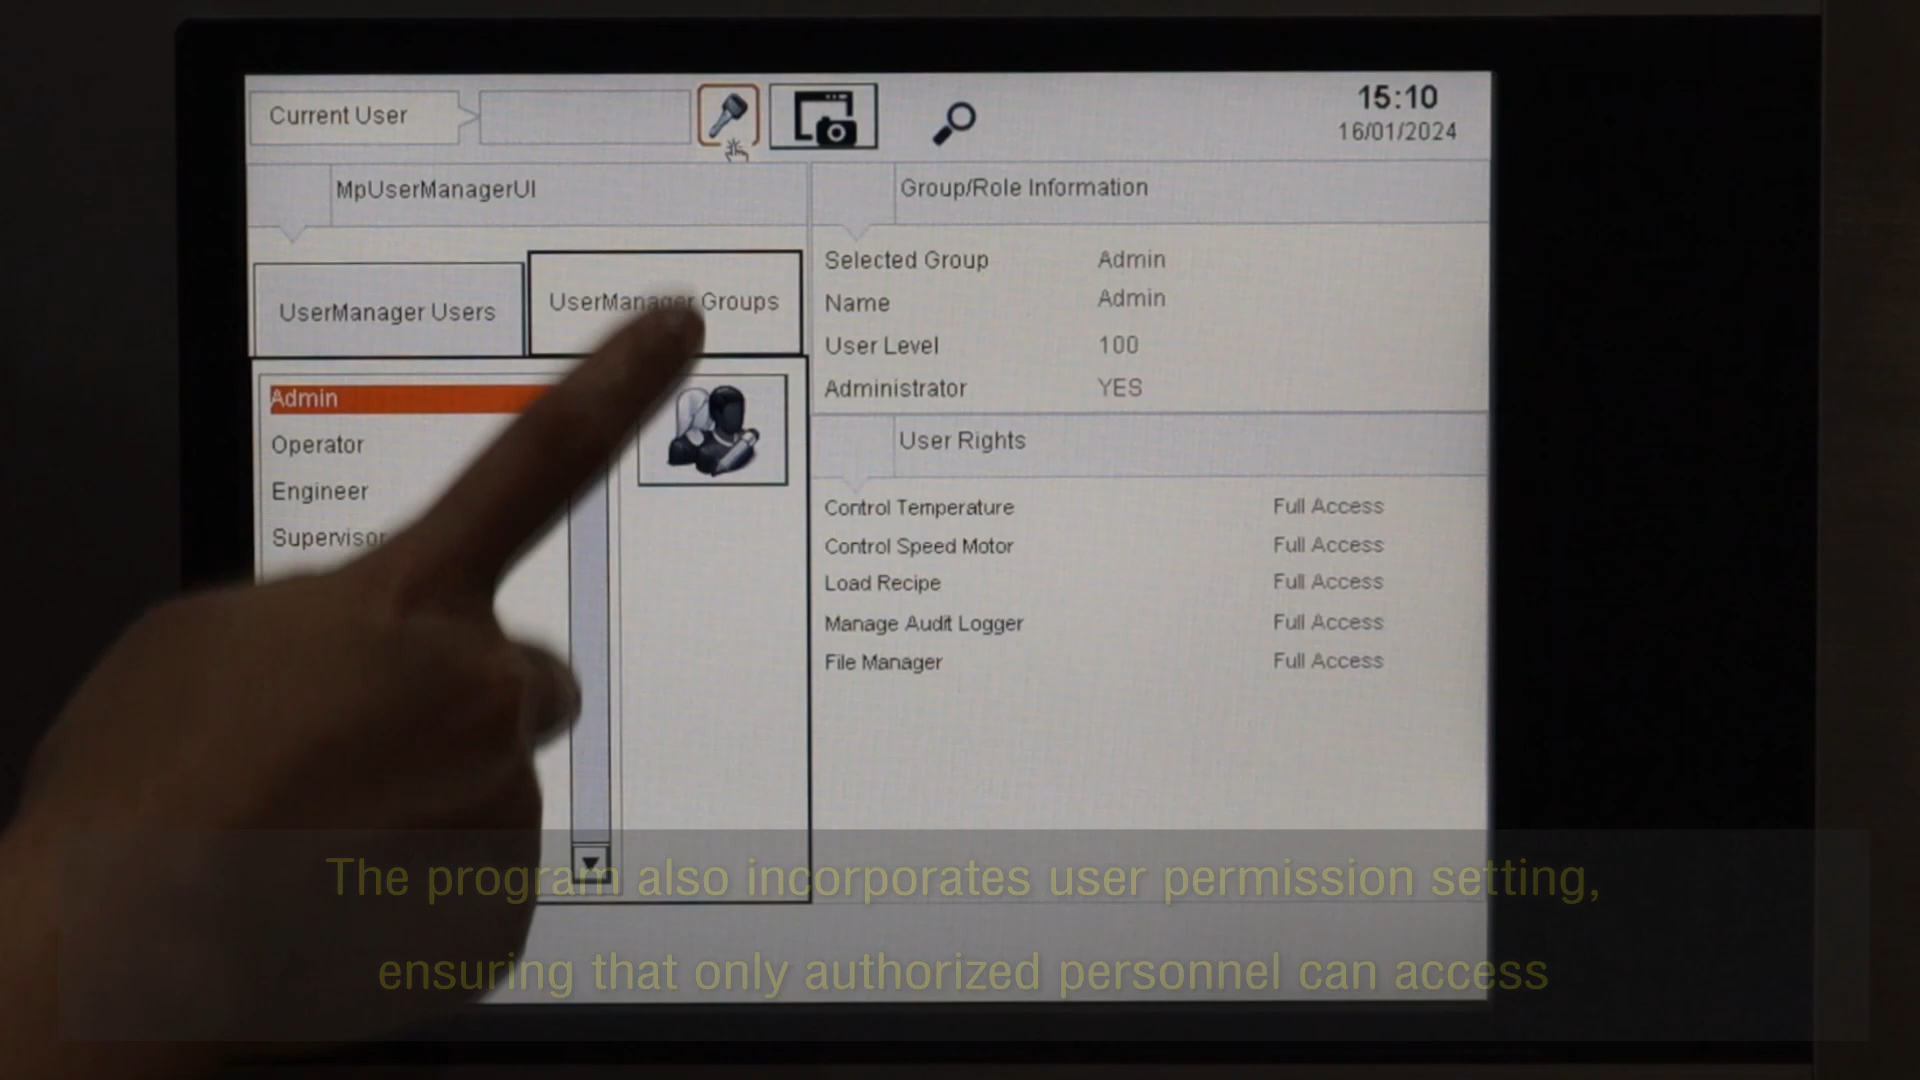 Current User
15:10
16/01/2024
MpUserManagerUI
Group/Role Information
UserManager Users
UserManager Groups
Selected Group Admin
Name Admin
User Level 100
Administrator YES
Admin
Operator
Engineer
Supervisor
User Rights
Control Temperature Full Access
Control Speed Motor Full Access
Load Recipe Full Access
Manage Audit Logger Full Access
File Manager Full Access
The program also incorporates user permission setting,
ensuring that only authorized personnel can access